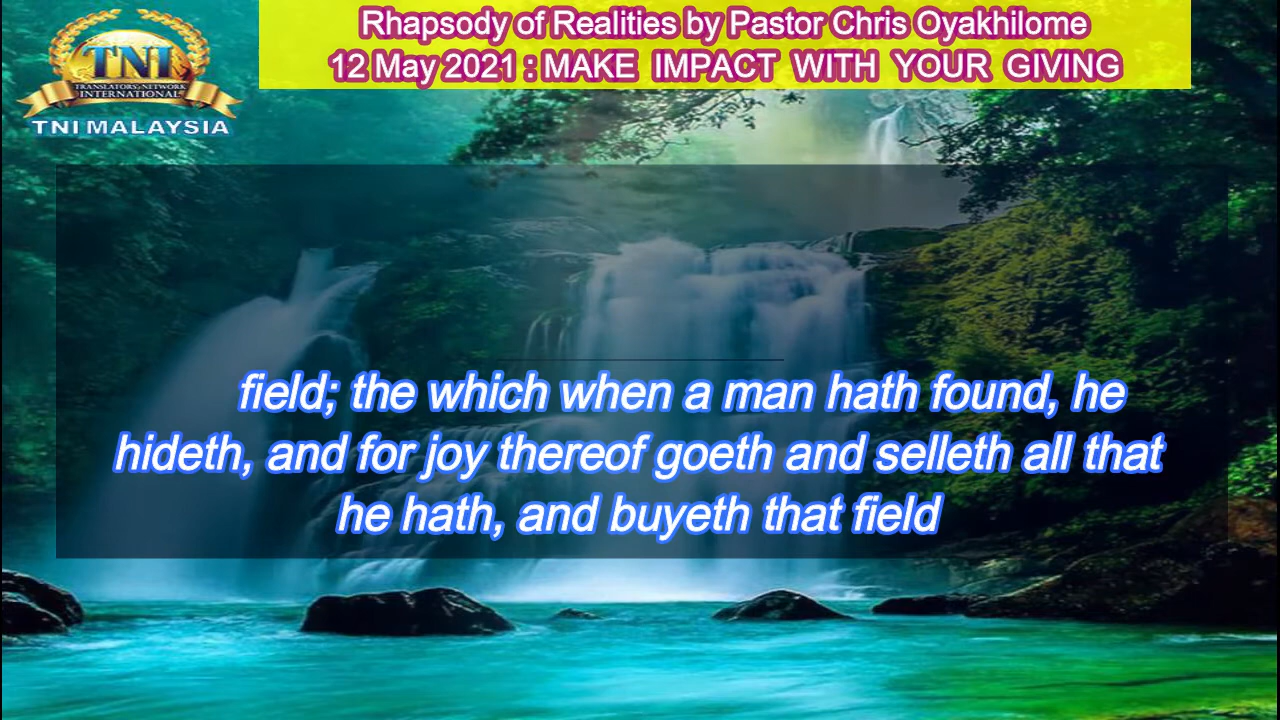 Rhapsody of Realities by Pastor Chris Oyakhilome
12 May 2021 : MAKE IMPACT WITH YOUR GIVING
TNI
TRANSLATORS NETWORK
INTERNATIONAL
TNI MALAYSIA
field; the which when a man hath found, he
hideth, and for joy thereof goeth and selleth all that
he hath, and buyeth that field